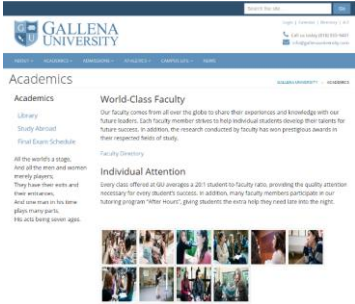 Search the site...
Go
GALLENA
UNIVERSITY
Login | Calendar | Directory |
Call us today
info@gallenauniversity.com
ABOUT
ACADEMICS
ADMISSIONS
ATHLETICS
CAMPUS LIFE
NEWS
Academics
GALLENA UNIVERSITY
ACADEMICS
Academics
Library
Study Abroad
Final Exam Schedule
All the world's a stage,
And all the men and women
merely players;
They have their exits and
their entrances,
And one man in his time
plays many parts,
His acts being seven ages.
World-Class Faculty
Our faculty comes from all over the globe to share their experiences and knowledge with our
future leaders. Each faculty member strives to help individual students develop their talents for
future success. In addition, the research conducted by faculty has won prestigious awards in
their respected fields of study.
Faculty Directory
Individual Attention
Every class offered at GU averages a 20:1 student-to-faculty ratio, providing the quality attention
necessary for every student's success. In addition, many faculty members participate in our
tutoring program "After Hours", giving students the extra help they need late into the night.